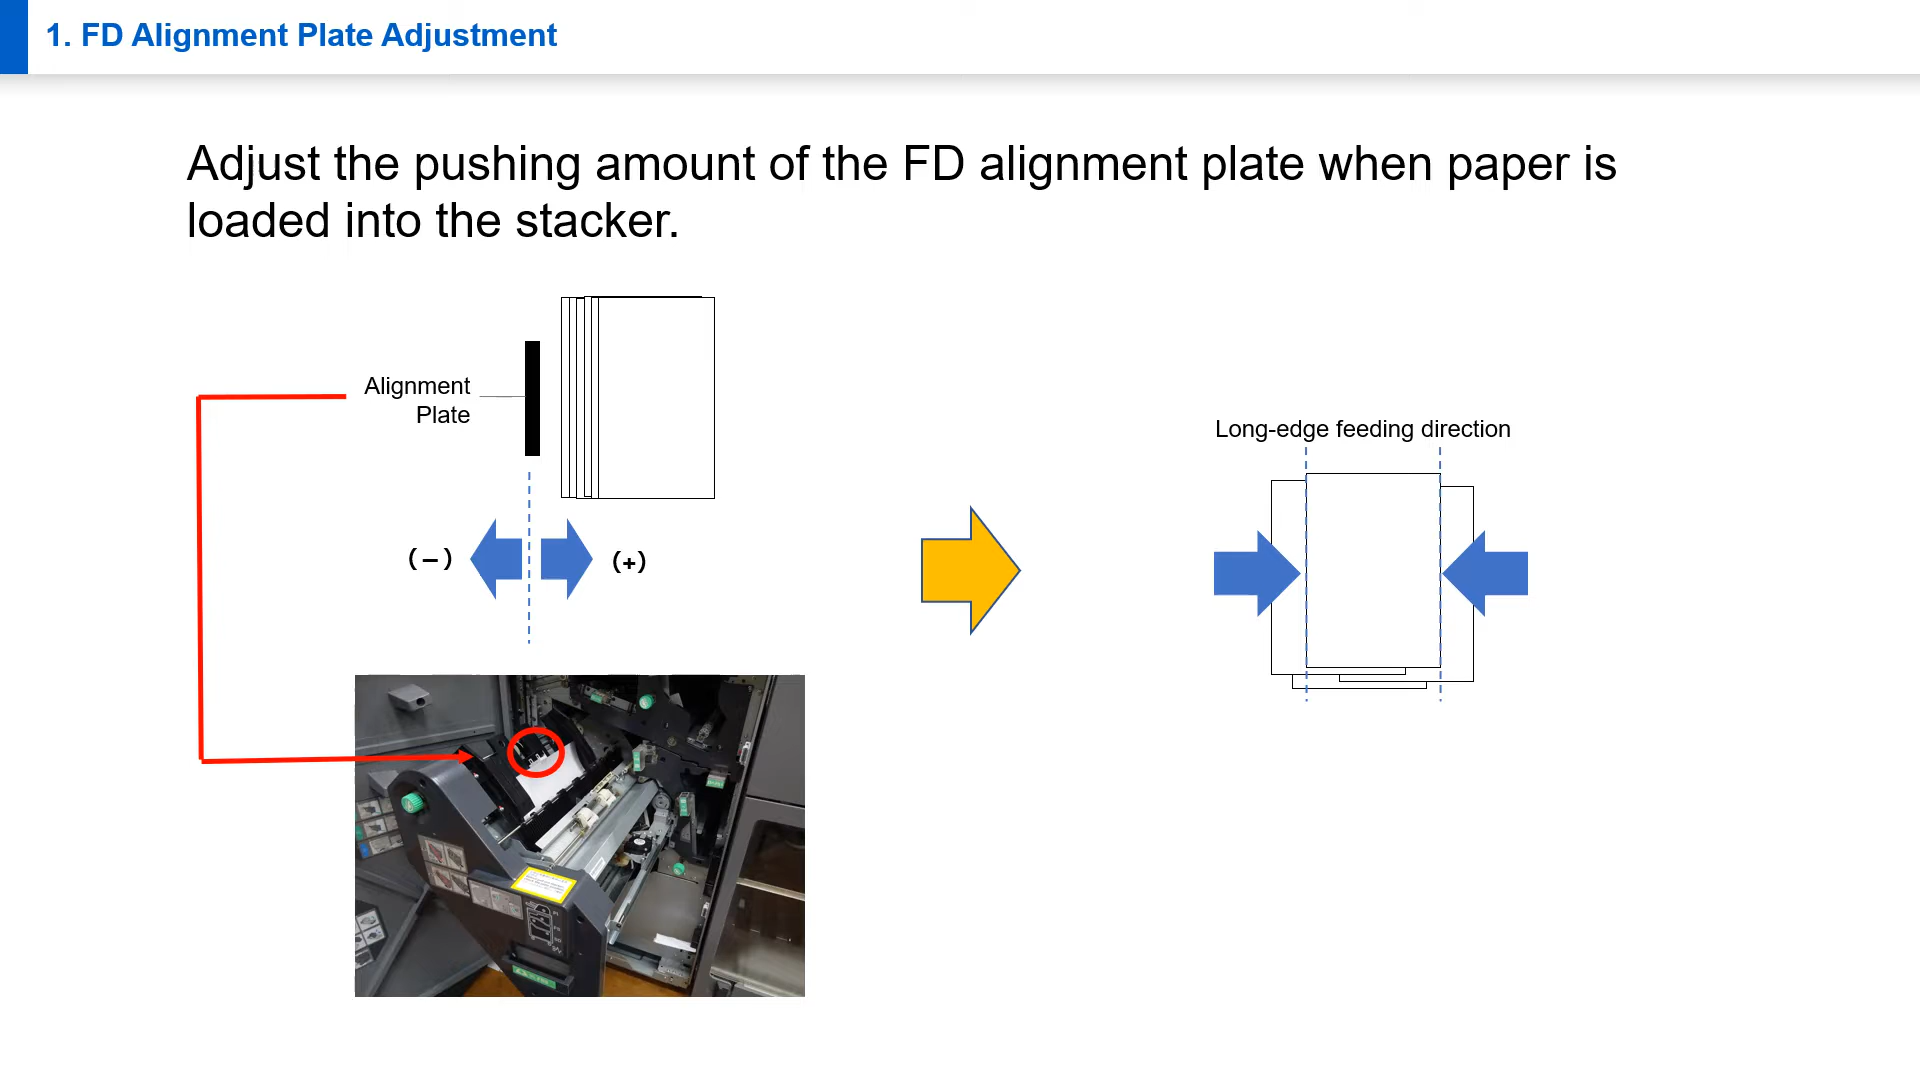 1. FD Alignment Plate Adjustment
Adjust the pushing amount of the FD alignment plate when paper is
loaded into the stacker.
Alignment
Plate
(−)
(+)
Long-edge feeding direction